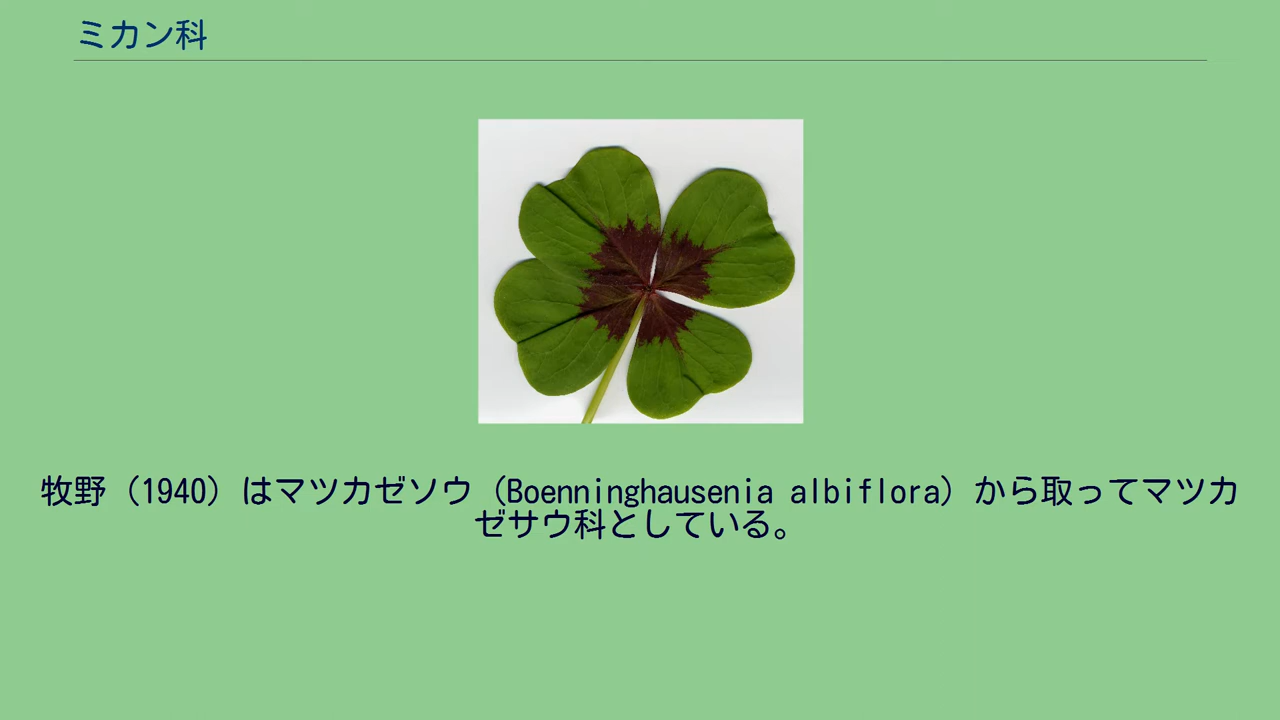 ミカン科
牧野（1940）はマツカゼソウ（Boenninghausenia albiflora）から取ってマツカ
ゼサウ科としている。